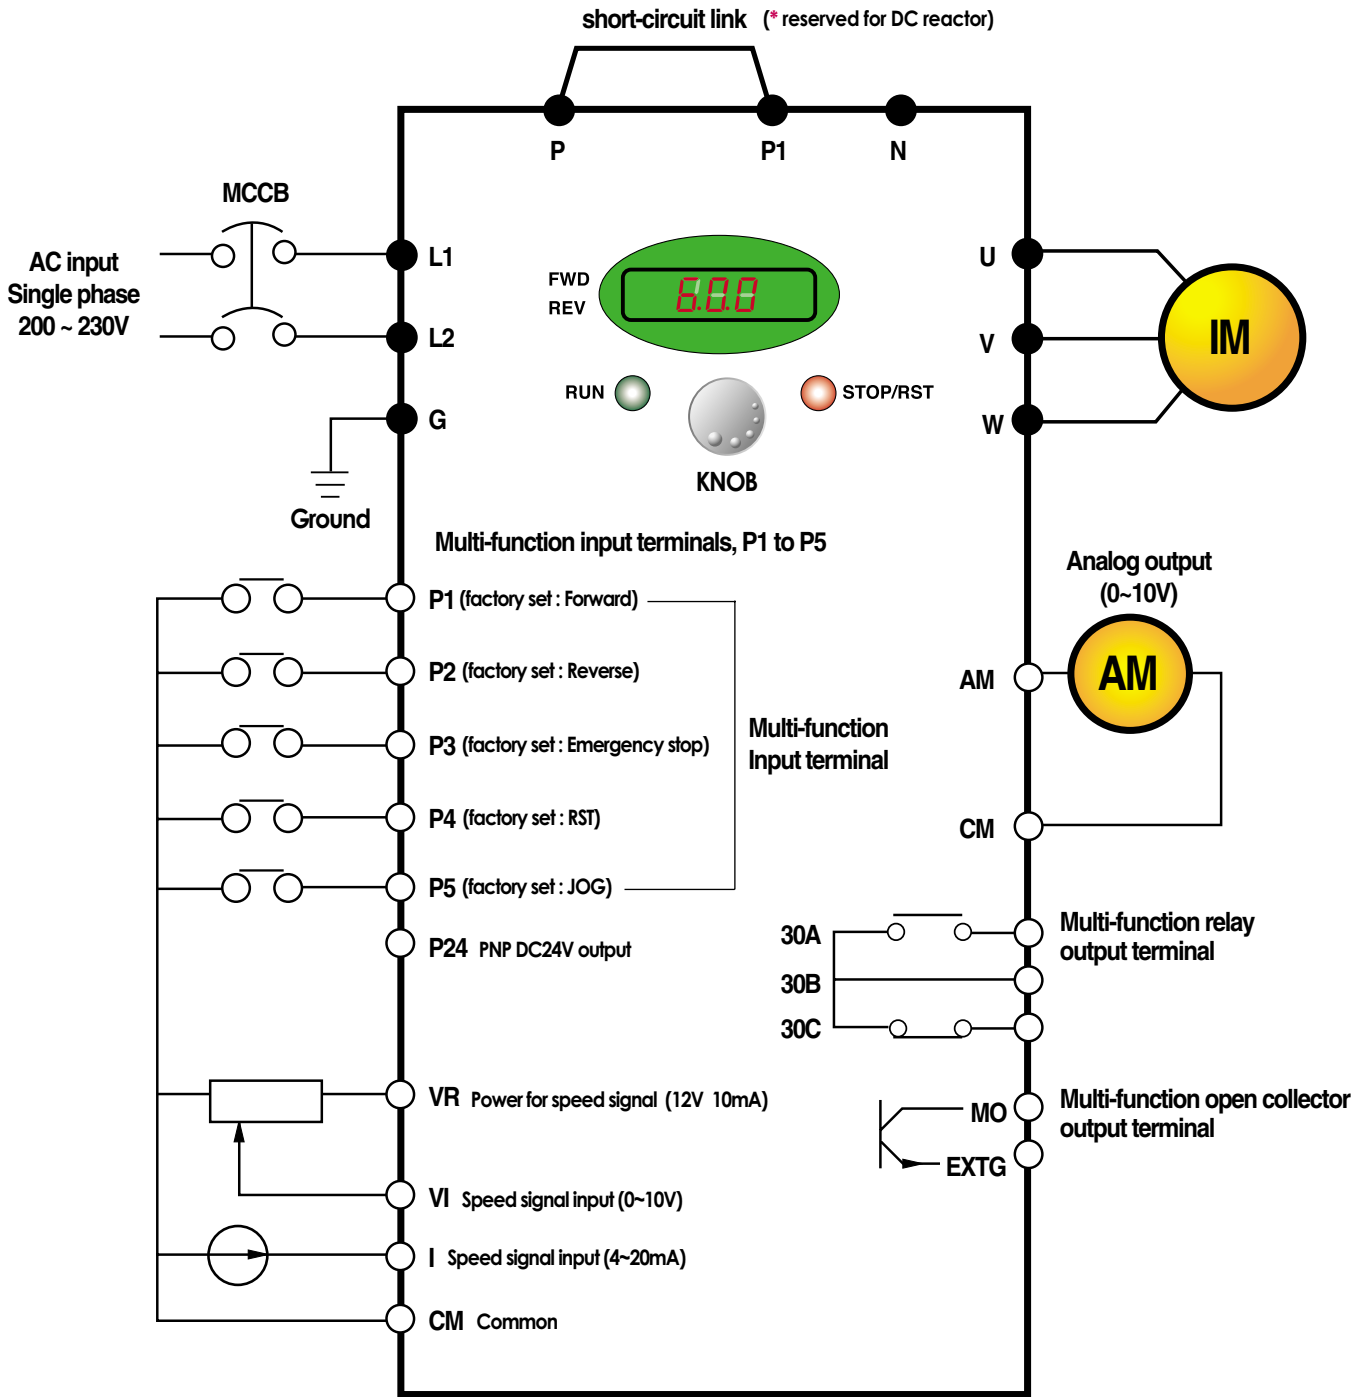 short-circuit link (* reserved for DC reactor)
P
P1
N
MCCB
AC input
Single phase
200 ~ 230V
L1
L2
G
Ground
FWD
REV
6.0.0
RUN
STOP/RST
KNOB
U
V
W
IM
Multi-function input terminals, P1 to P5
P1 (factory set : Forward)
P2 (factory set : Reverse)
P3 (factory set : Emergency stop)
P4 (factory set : RST)
P5 (factory set : JOG)
Multi-function
Input terminal
P24 PNP DC24V output
VR Power for speed signal (12V 10mA)
VI Speed signal input (0~10V)
I Speed signal input (4~20mA)
CM Common
Analog output
(0~10V)
AM
AM
CM
30A
30B
30C
Multi-function relay
output terminal
MO
EXTG
Multi-function open collector
output terminal